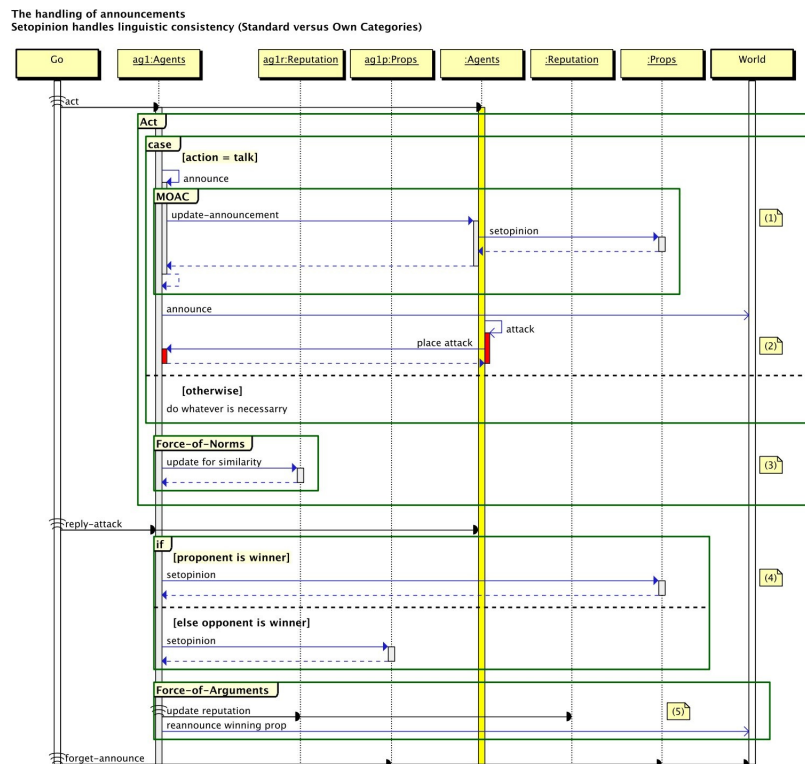 The handling of announcements
Setopinion handles linguistic consistency (Standard versus Own Categories)
Go
ag1:Agents
ag1r:Reputation
ag1p:Props
:Agents
:Reputation
:Props
World
act
Act
case
[action = talk]
announce
MOAC
update-announcement
(1)
setopinion
announce
attack
place attack
(2)
[otherwise]
do whatever is necessarry
Force-of-Norms
update for similarity
(3)
reply-attack
if
[proponent is winner]
setopinion
(4)
[else opponent is winner]
setopinion
Force-of-Arguments
update reputation
(5)
reannounce winning prop
forget-announce